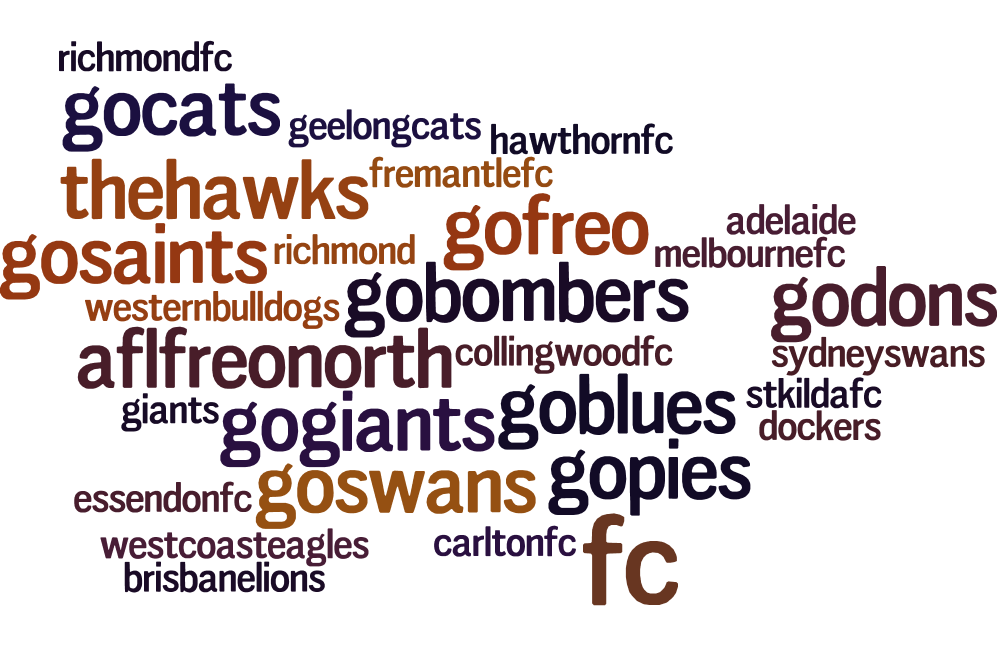 richmondfc
gocats
geelongcats
hawthornfc
thehawks
fremantlefc
gofreo
adelaide
gosaints
richmond
melbournefc
westernbulldogs
gobombers
godons
aflfreonorth
collingwoodfc
sydneyswans
giants
gogiants
goblues
stkildafc
dockers
essendonfc
goswans
gopies
westcoasteagles
carltonfc
fc
brisbanelions